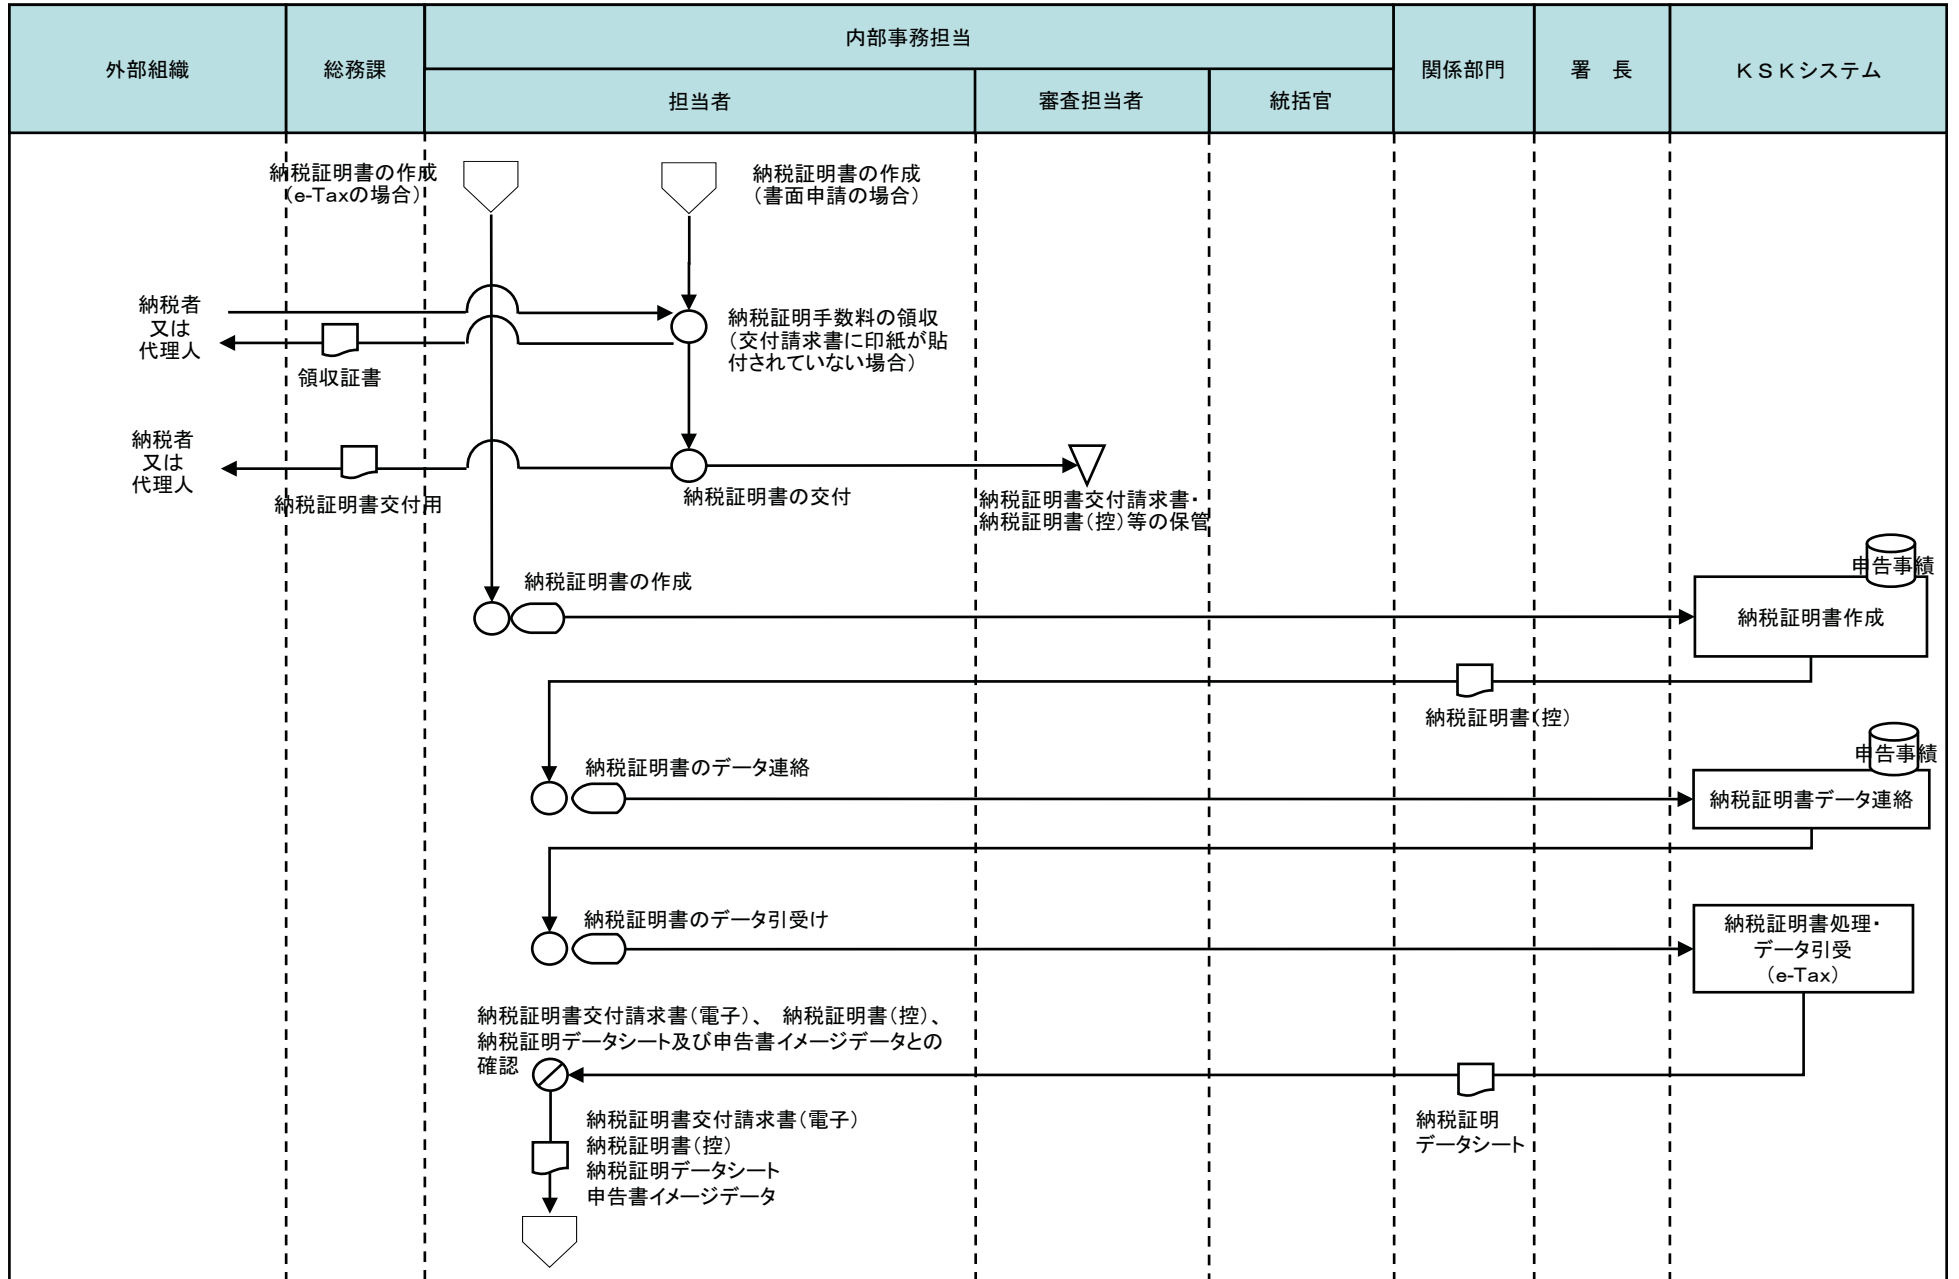 外部組織
総務課
内部事務担当
担当者
審査担当者
統括官
関係部門
署　長
ＫＳＫシステム
納税証明書の作成
（e-Taxの場合）
納税証明書の作成
（書面申請の場合）
納税者
又は
代理人
領収証書
納税証明手数料の領収
（交付請求書に印紙が貼
付されていない場合）
納税者
又は
代理人
納税証明書交付用
納税証明書の交付
納税証明書交付請求書・
納税証明書（控）等の保管
納税証明書の作成
申告事績
納税証明書作成
納税証明書（控）
納税証明書のデータ連絡
申告事績
納税証明書データ連絡
納税証明書のデータ引受け
納税証明書処理・
データ引受
（e-Tax）
納税証明書交付請求書（電子）、　納税証明書（控）、
納税証明データシート及び申告書イメージデータとの
確認
納税証明書交付請求書（電子）
納税証明書（控）
納税証明データシート
申告書イメージデータ
納税証明
データシート